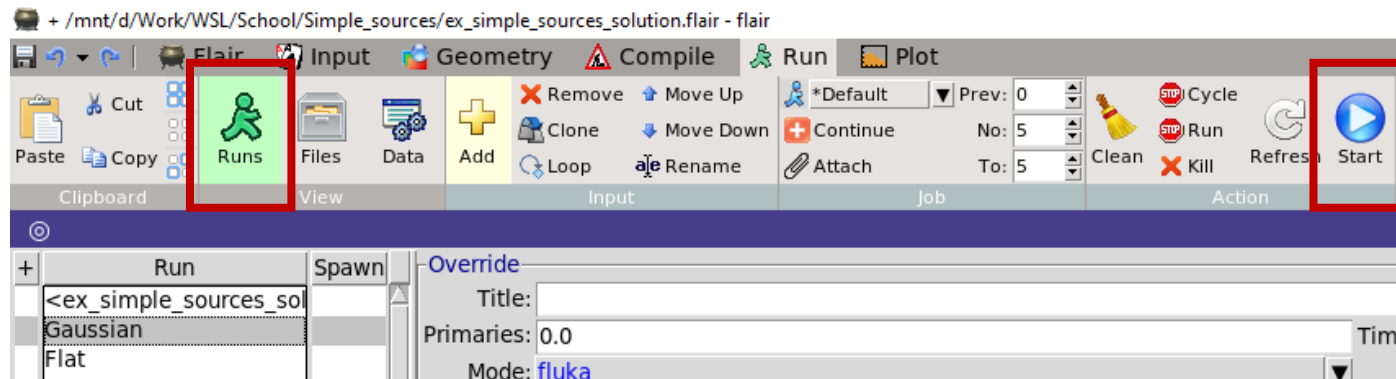 + /mnt/d/Work/WSL/School/Simple_sources/ex_simple_sources_solution.flair - flair
Flair Input Geometry Compile Run Plot
Cut Remove Move Up *Default Prev: 0 STOP Cycle
Clone Move Down Continue No: 5 STOP Run
Paste Copy Runs Files Data Add Loop a|e Rename Attach To: 5 Clean Kill Refresh Start
Clipboard View Input Job Action
+ Run Spawn Override
<ex_simple_sources_sol Title:
Gaussian Primaries: 0.0 Tim
Flat Mode: fluka